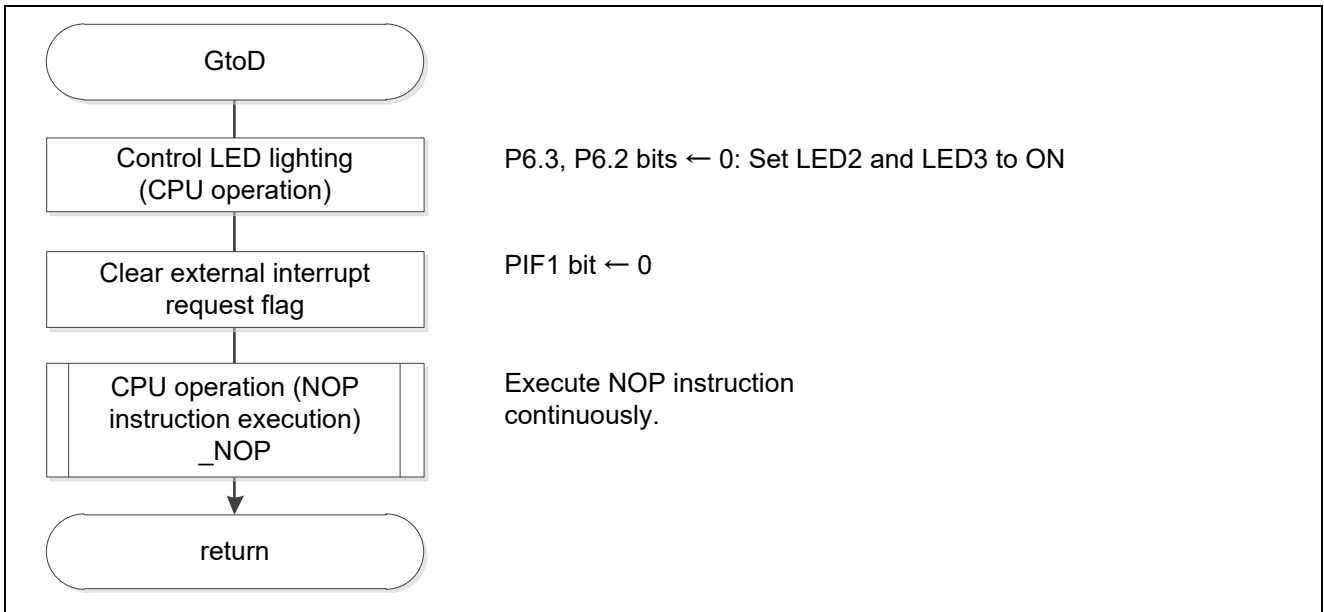 GtoD
Control LED lighting
(CPU operation)
P6.3, P6.2 bits ← 0: Set LED2 and LED3 to ON
Clear external interrupt
request flag
PIF1 bit ← 0
CPU operation (NOP
instruction execution)
_NOP
Execute NOP instruction
continuously.
return